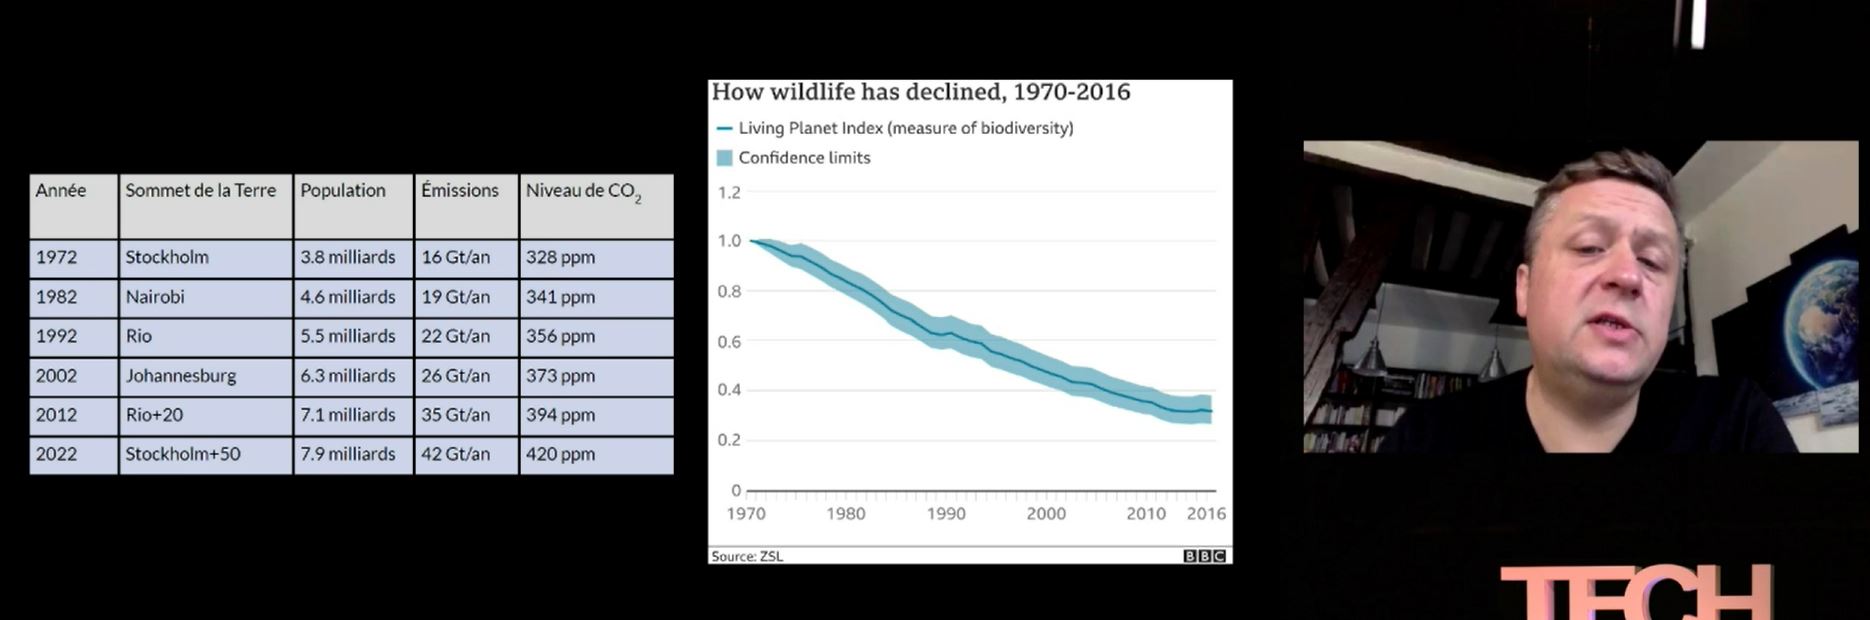 Année Sommet de la Terre Population Émissions Niveau de CO2
1972 Stockholm 3.8 milliards 16 Gt/an 328 ppm
1982 Nairobi 4.6 milliards 19 Gt/an 341 ppm
1992 Rio 5.5 milliards 22 Gt/an 356 ppm
2002 Johannesburg 6.3 milliards 26 Gt/an 373 ppm
2012 Rio+20 7.1 milliards 35 Gt/an 394 ppm
2022 Stockholm+50 7.9 milliards 42 Gt/an 420 ppm
How wildlife has declined, 1970-2016
Living Planet Index (measure of biodiversity)
Confidence limits
1.2
1.0
0.8
0.6
0.4
0.2
0
1970 1980 1990 2000 2010 2016
Source: ZSL BBC
TECH